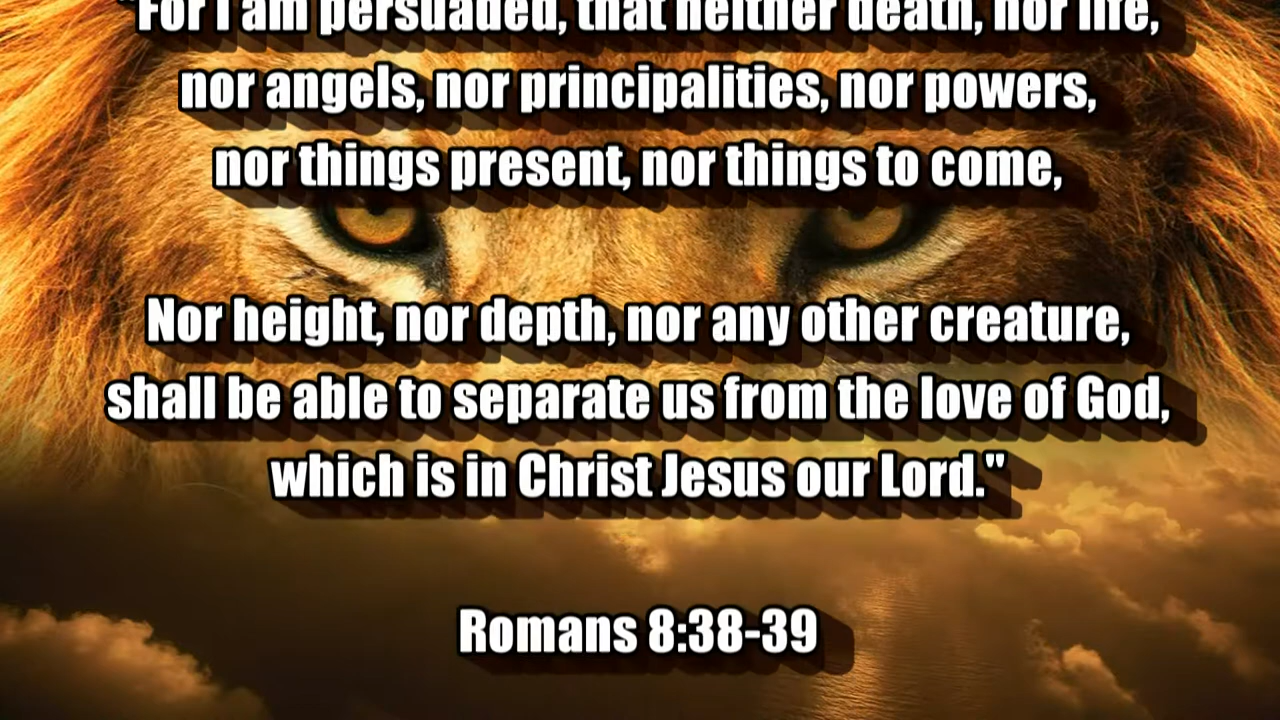 "For I am persuaded, that neither death, nor life,
nor angels, nor principalities, nor powers,
nor things present, nor things to come,
Nor height, nor depth, nor any other creature,
shall be able to separate us from the love of God,
which is in Christ Jesus our Lord."
Romans 8:38-39